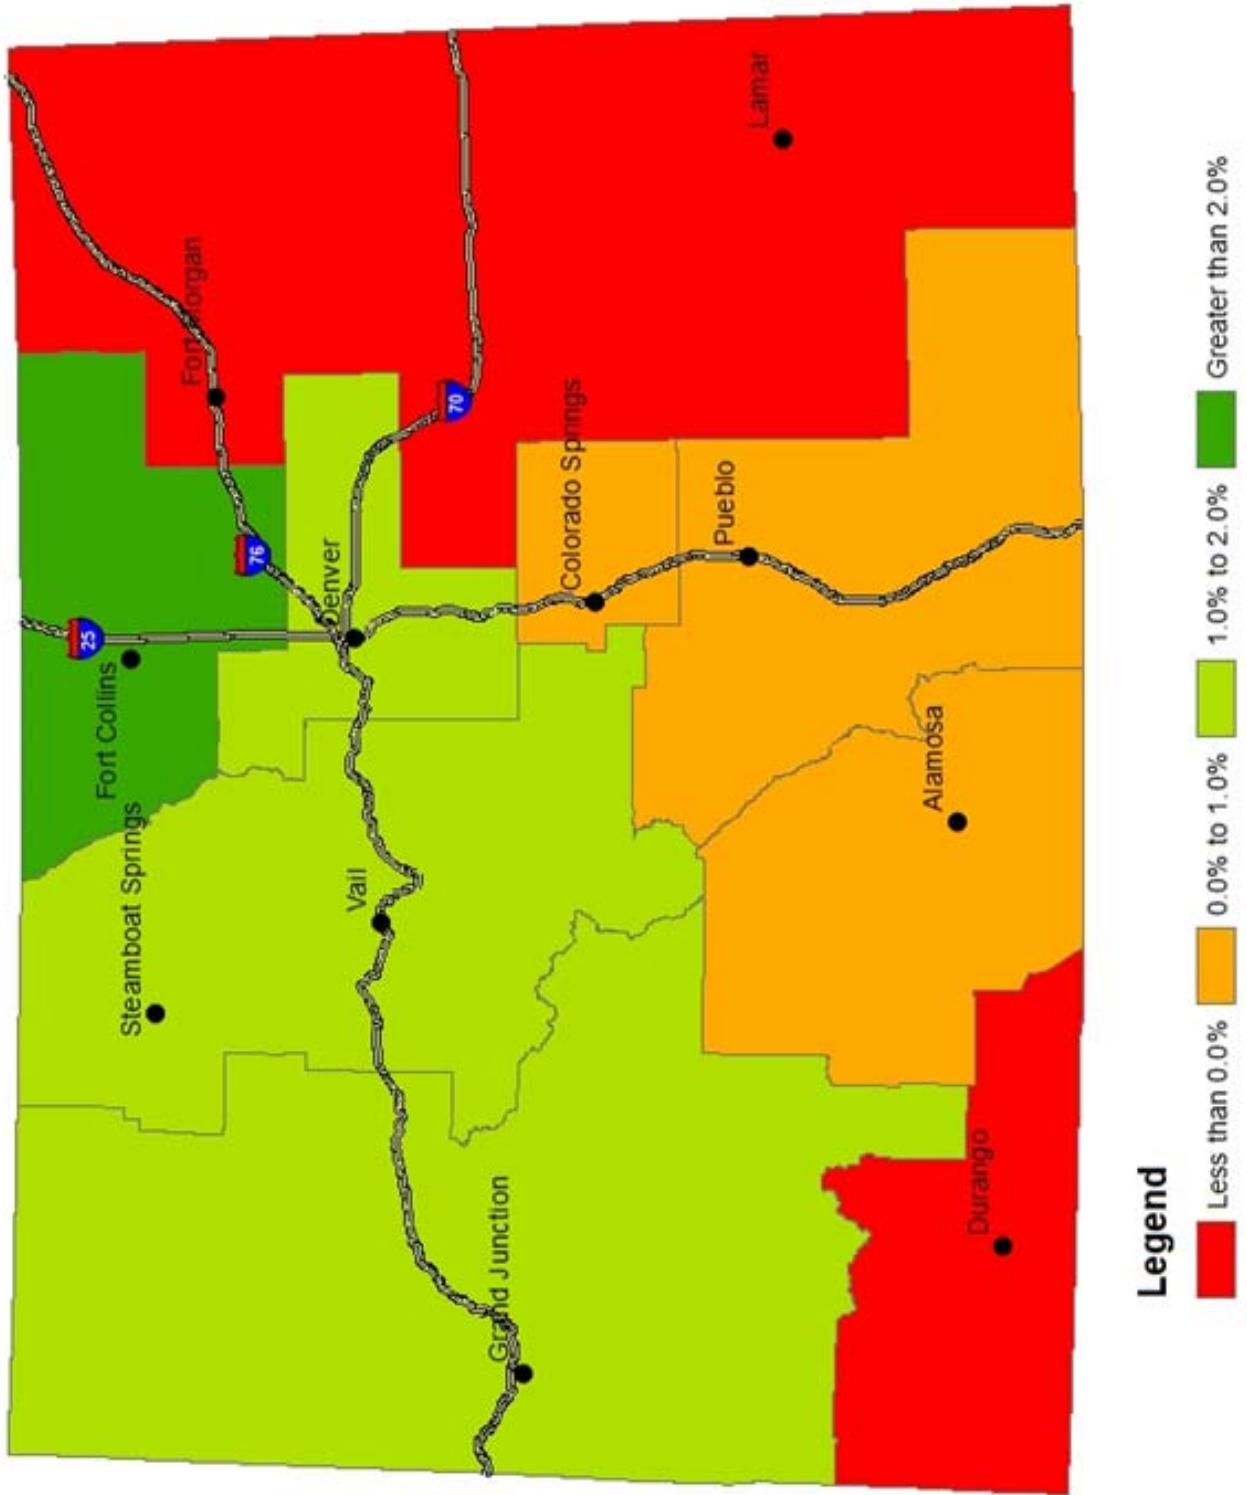 25
Fort Collins
Steamboat Springs
Fort Morgan
76
Denver
Vail
70
Grand Junction
Colorado Springs
Pueblo
Lamar
Alamosa
Durango
Legend
Less than 0.0%
0.0% to 1.0%
1.0% to 2.0%
Greater than 2.0%